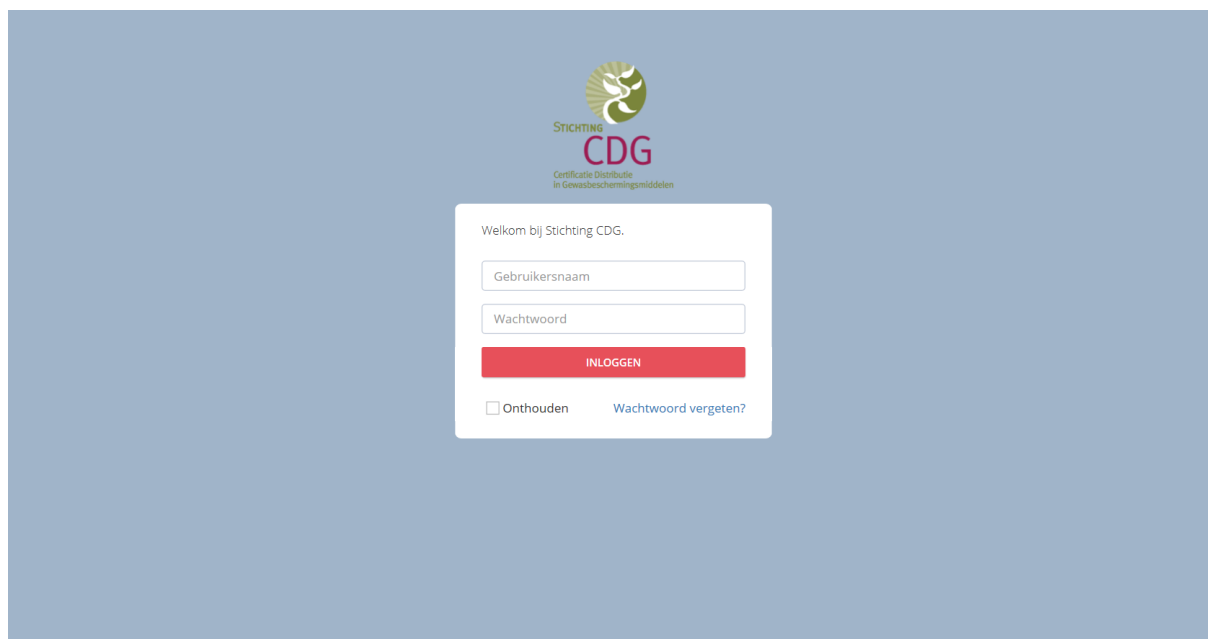 STICHTING
CDG
Certificatie Distributie
in Gewasbeschermingsmiddelen
Welkom bij Stichting CDG.
Gebruikersnaam
Wachtwoord
INLOGGEN
Onthouden Wachtwoord vergeten?